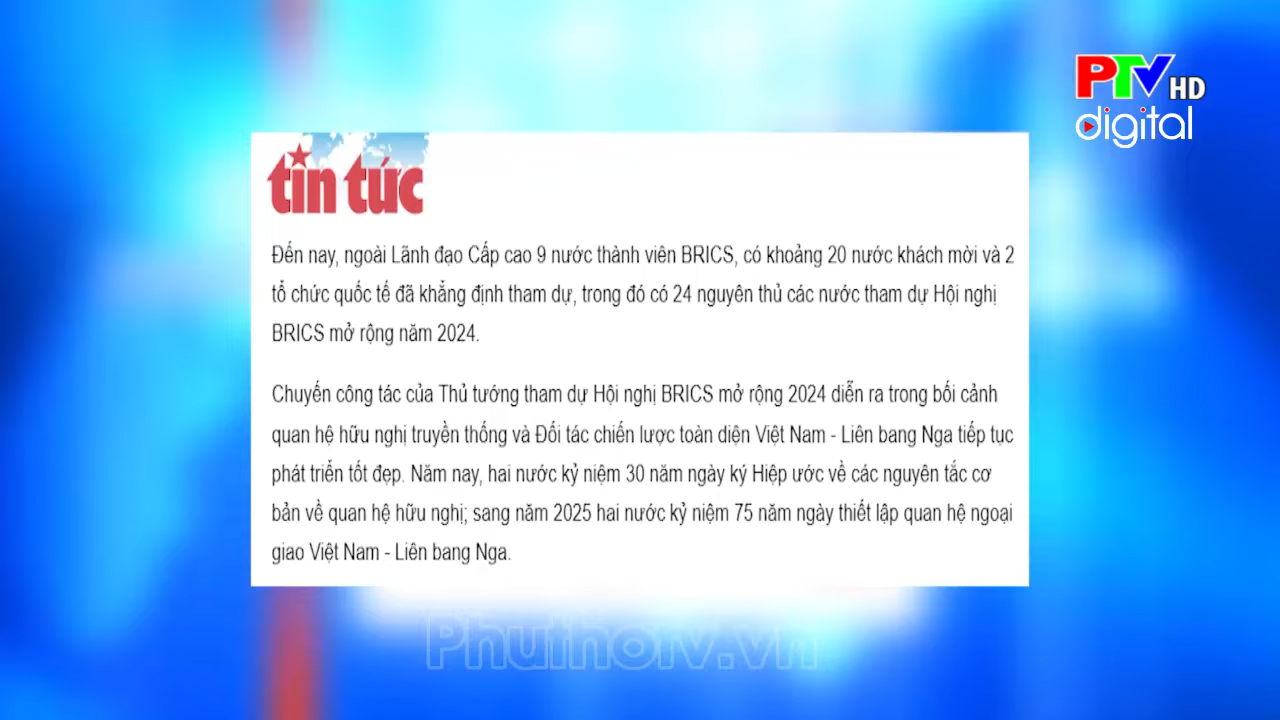 PTV HD
digital
tin tức
Đến nay, ngoài Lãnh đạo Cấp cao 9 nước thành viên BRICS, có khoảng 20 nước khách mời và 2
tổ chức quốc tế đã khẳng định tham dự, trong đó có 24 nguyên thủ các nước tham dự Hội nghị
BRICS mở rộng năm 2024.
Chuyến công tác của Thủ tướng tham dự Hội nghị BRICS mở rộng 2024 diễn ra trong bối cảnh
quan hệ hữu nghị truyền thống và Đối tác chiến lược toàn diện Việt Nam - Liên bang Nga tiếp tục
phát triển tốt đẹp. Năm nay, hai nước kỷ niệm 30 năm ngày ký Hiệp ước về các nguyên tắc cơ
bản về quan hệ hữu nghị; sang năm 2025 hai nước kỷ niệm 75 năm ngày thiết lập quan hệ ngoại
giao Việt Nam - Liên bang Nga.
Phuthotv.vn